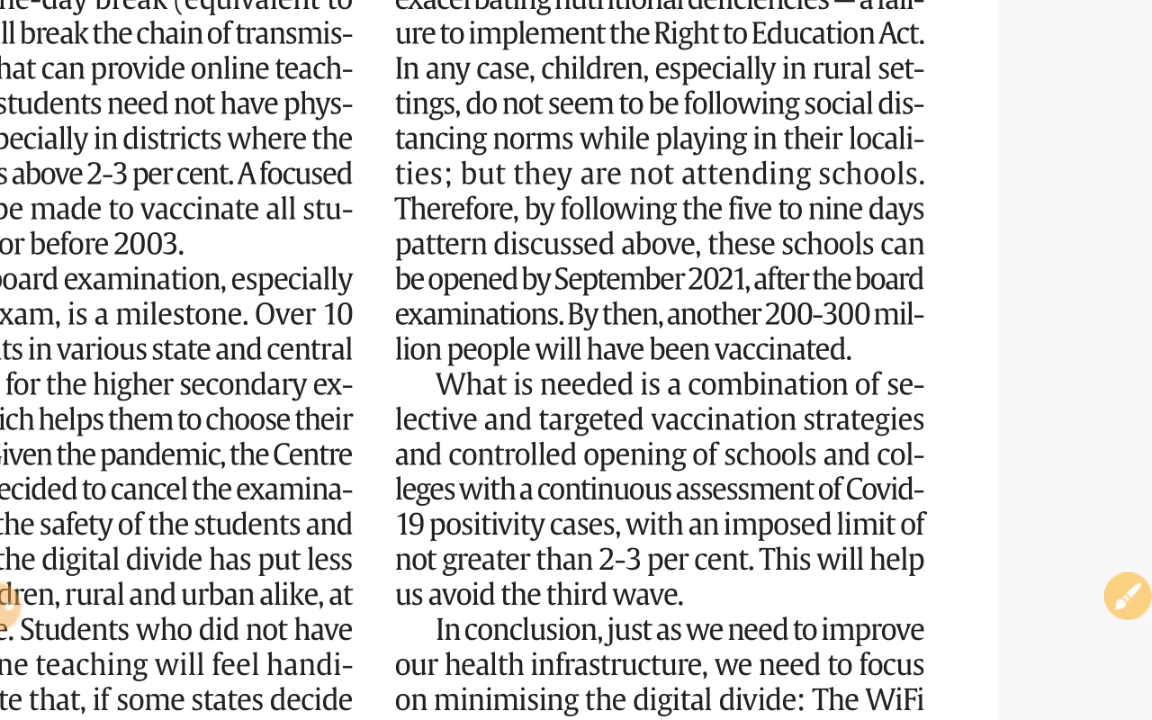 ne-day break (equivalent to
ll break the chain of transmis-
hat can provide online teach-
students need not have phys-
pecially in districts where the
s above 2-3 per cent. A focused
be made to vaccinate all stu-
or before 2003.
board examination, especially
xam, is a milestone. Over 10
ts in various state and central
for the higher secondary ex-
ich helps them to choose their
Given the pandemic, the Centre
ecided to cancel the examina-
the safety of the students and
the digital divide has put less
dren, rural and urban alike, at
e. Students who did not have
ne teaching will feel handi-
te that, if some states decide
exacerbating nutritional deficiencies — a fail-
ure to implement the Right to Education Act.
In any case, children, especially in rural set-
tings, do not seem to be following social dis-
tancing norms while playing in their locali-
ties; but they are not attending schools.
Therefore, by following the five to nine days
pattern discussed above, these schools can
be opened by September 2021, after the board
examinations. By then, another 200-300 mil-
lion people will have been vaccinated.
What is needed is a combination of se-
lective and targeted vaccination strategies
and controlled opening of schools and col-
leges with a continuous assessment of Covid-
19 positivity cases, with an imposed limit of
not greater than 2-3 per cent. This will help
us avoid the third wave.
In conclusion, just as we need to improve
our health infrastructure, we need to focus
on minimising the digital divide: The WiFi